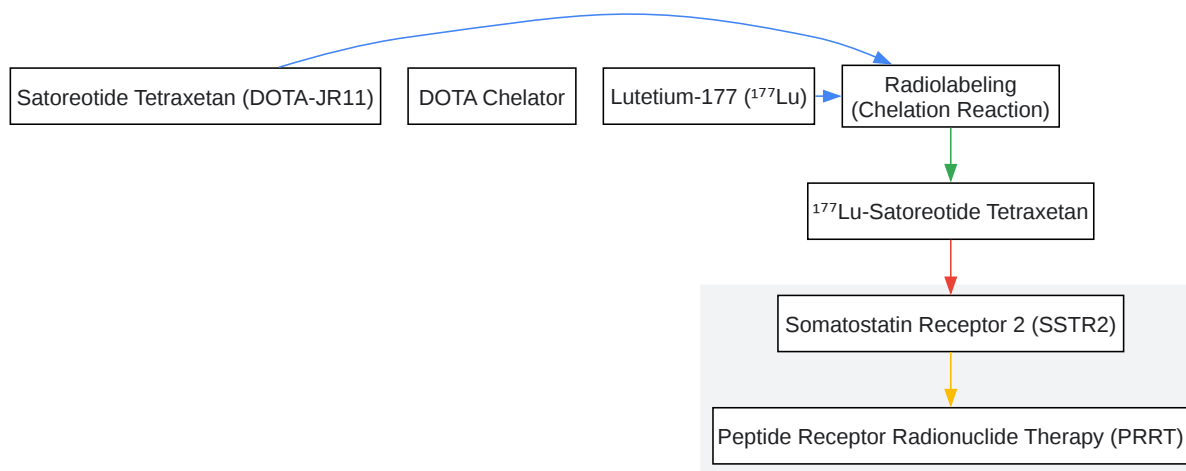 Satoreotide Tetraxetan (DOTA-JR11)
DOTA Chelator
Lutetium-177 (¹⁷⁷Lu)
Radiolabeling
(Chelation Reaction)
¹⁷⁷Lu-Satoreotide Tetraxetan
Somatostatin Receptor 2 (SSTR2)
Peptide Receptor Radionuclide Therapy (PRRT)